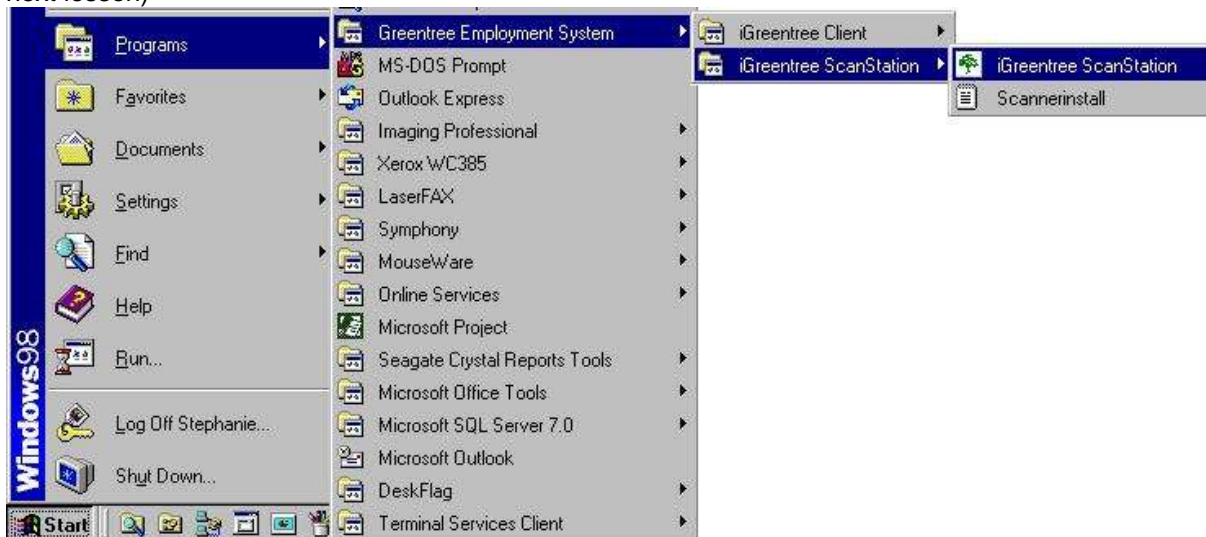 next lesson)
Programs
Favorites
Documents
Settings
Find
Help
Run...
Log Off Stephanie...
Shut Down...
Windows98
Start
Greentree Employment System
MS-DOS Prompt
Outlook Express
Imaging Professional
Xerox WC385
LaserFAX
Symphony
MouseWare
Online Services
Microsoft Project
Seagate Crystal Reports Tools
Microsoft Office Tools
Microsoft SQL Server 7.0
Microsoft Outlook
DeskFlag
Terminal Services Client
iGreentree Client
iGreentree ScanStation
iGreentree ScanStation
Scannerinstall